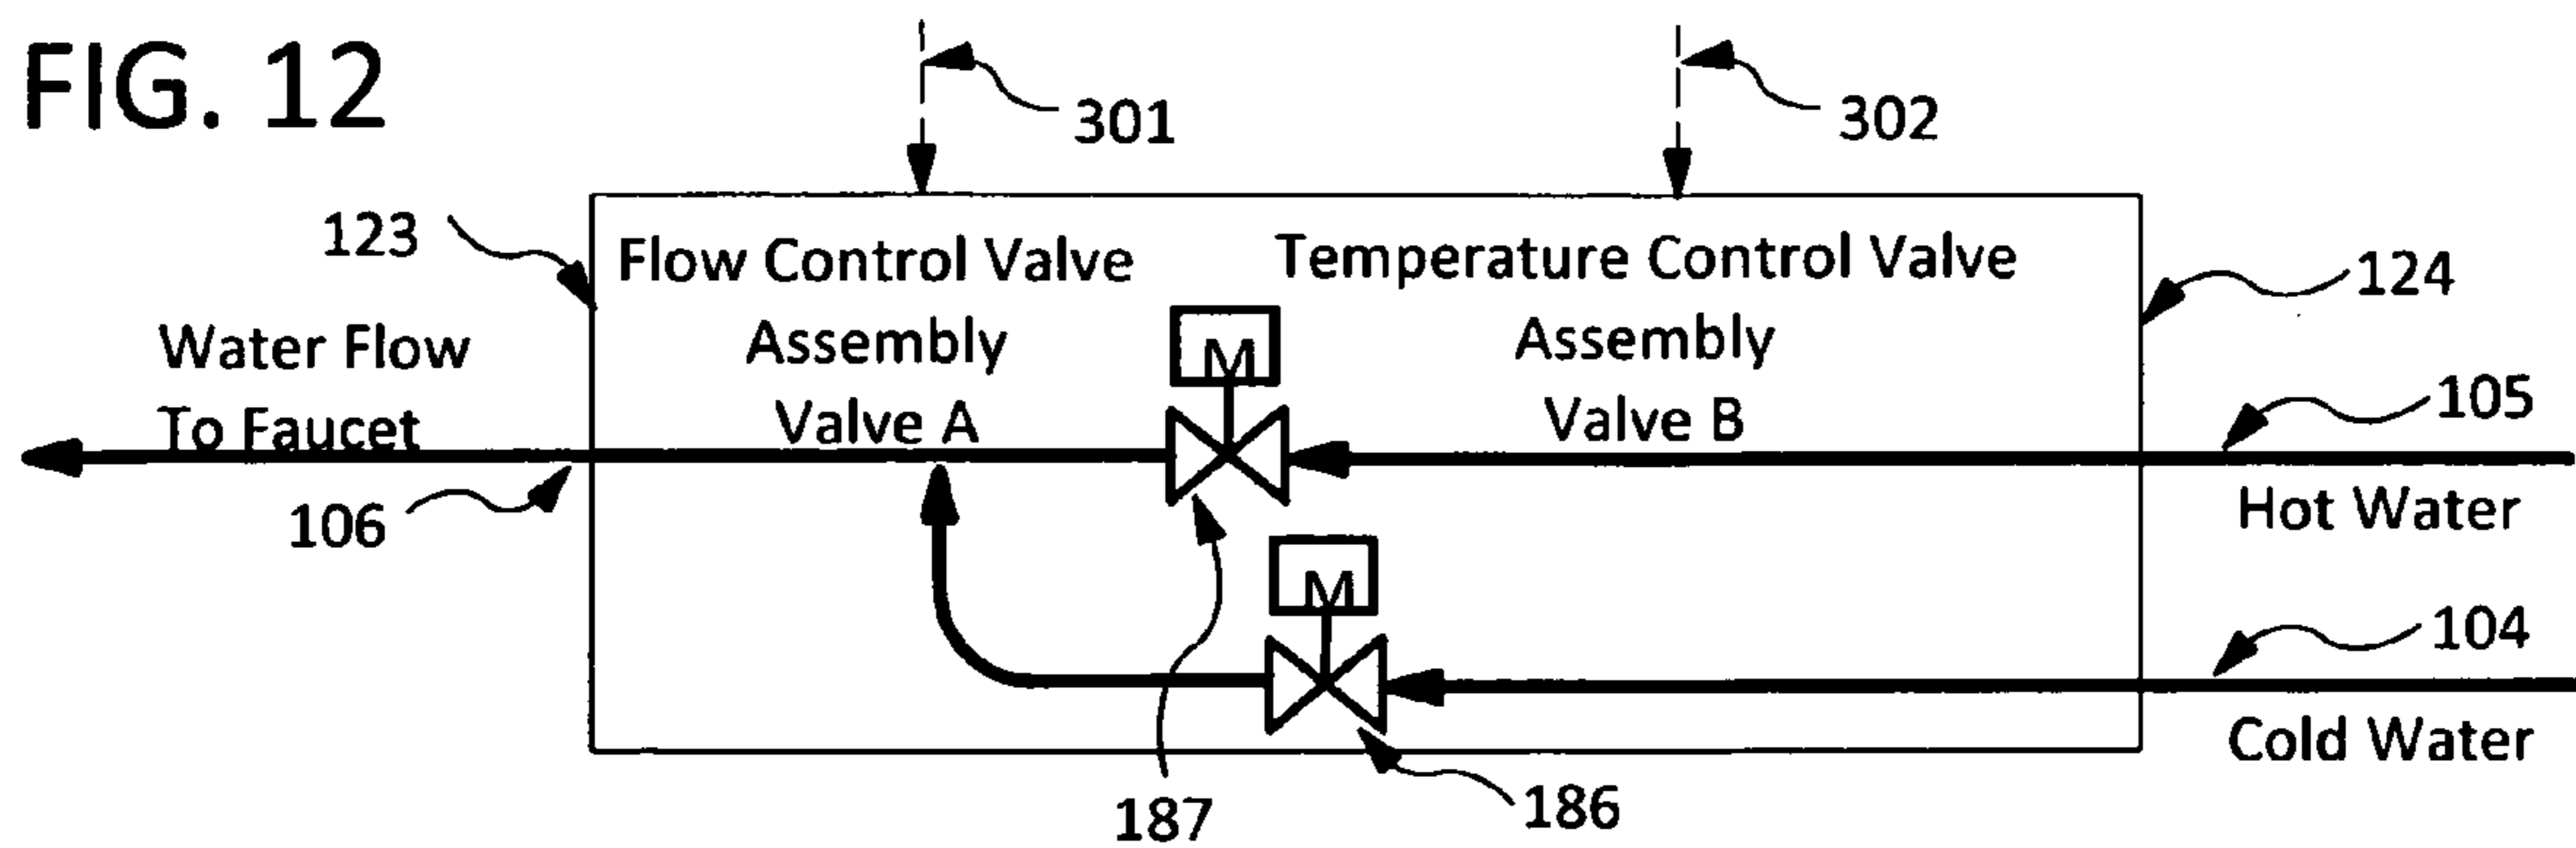 FIG. 12
301
302
123
Flow Control Valve
Assembly
Valve A
Temperature Control Valve
Assembly
Valve B
124
Water Flow
To Faucet
M
105
106
Hot Water
M
104
Cold Water
187
186